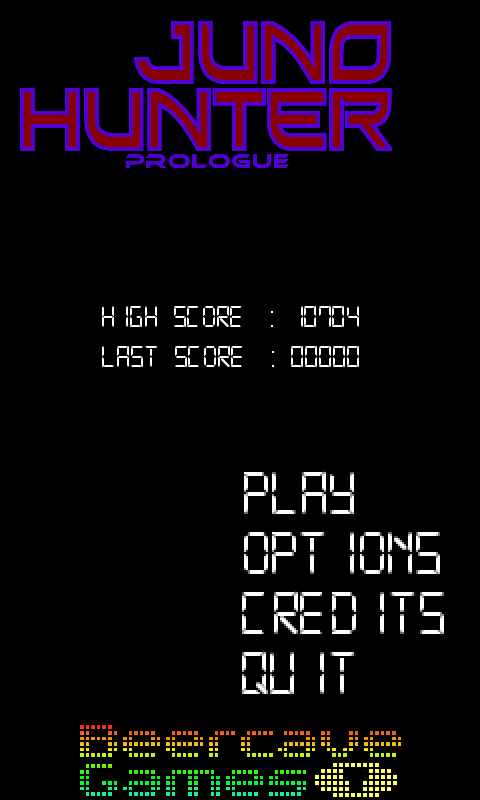 JUNO
HUNTER
PROLOGUE
HIGH SCORE : 10704
LAST SCORE : 00000
PLAY
OPTIONS
CREDITS
QUIT
Beercave
Games